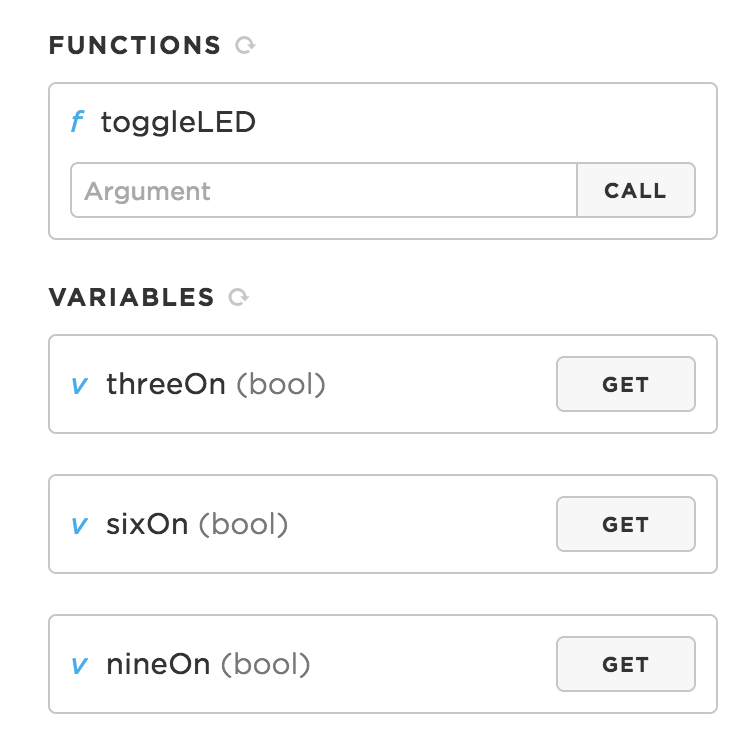 FUNCTIONS
f toggleLED
Argument CALL
VARIABLES
v threeOn (bool) GET
v sixOn (bool) GET
v nineOn (bool) GET